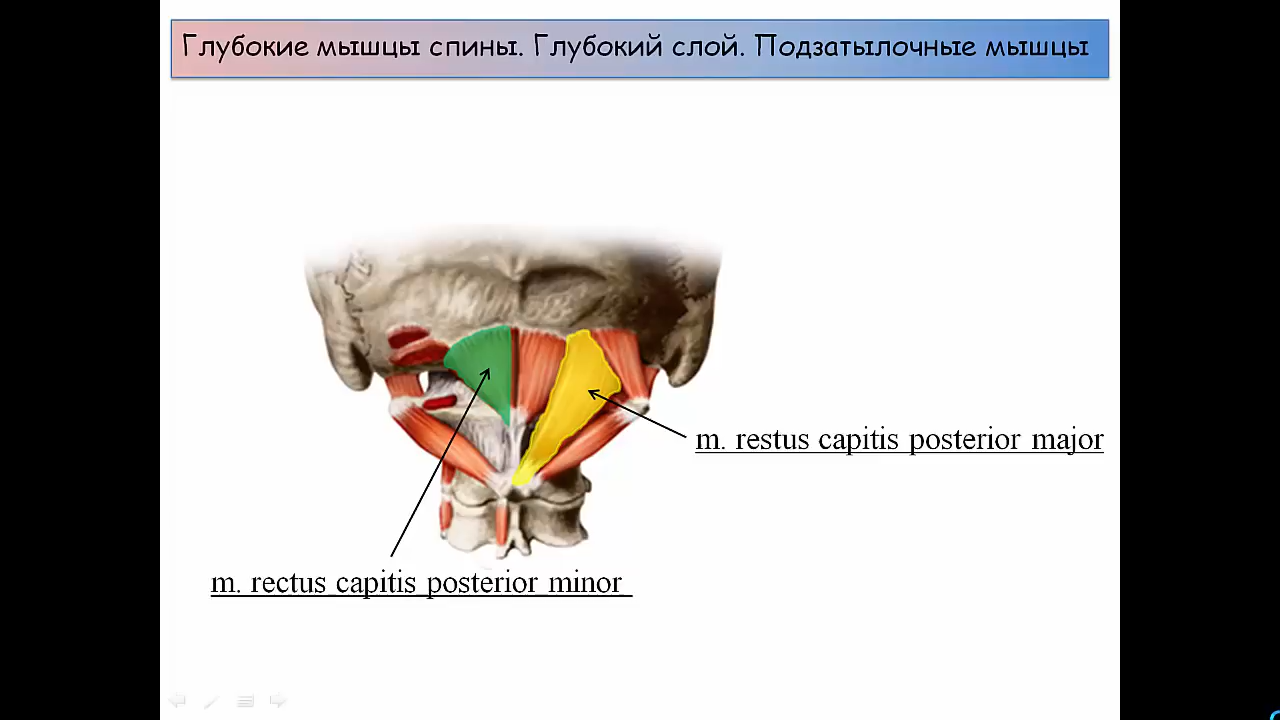 Глубокие мышцы спины. Глубокий слой. Подзатылочные мышцы
m. restus capitis posterior major
m. rectus capitis posterior minor